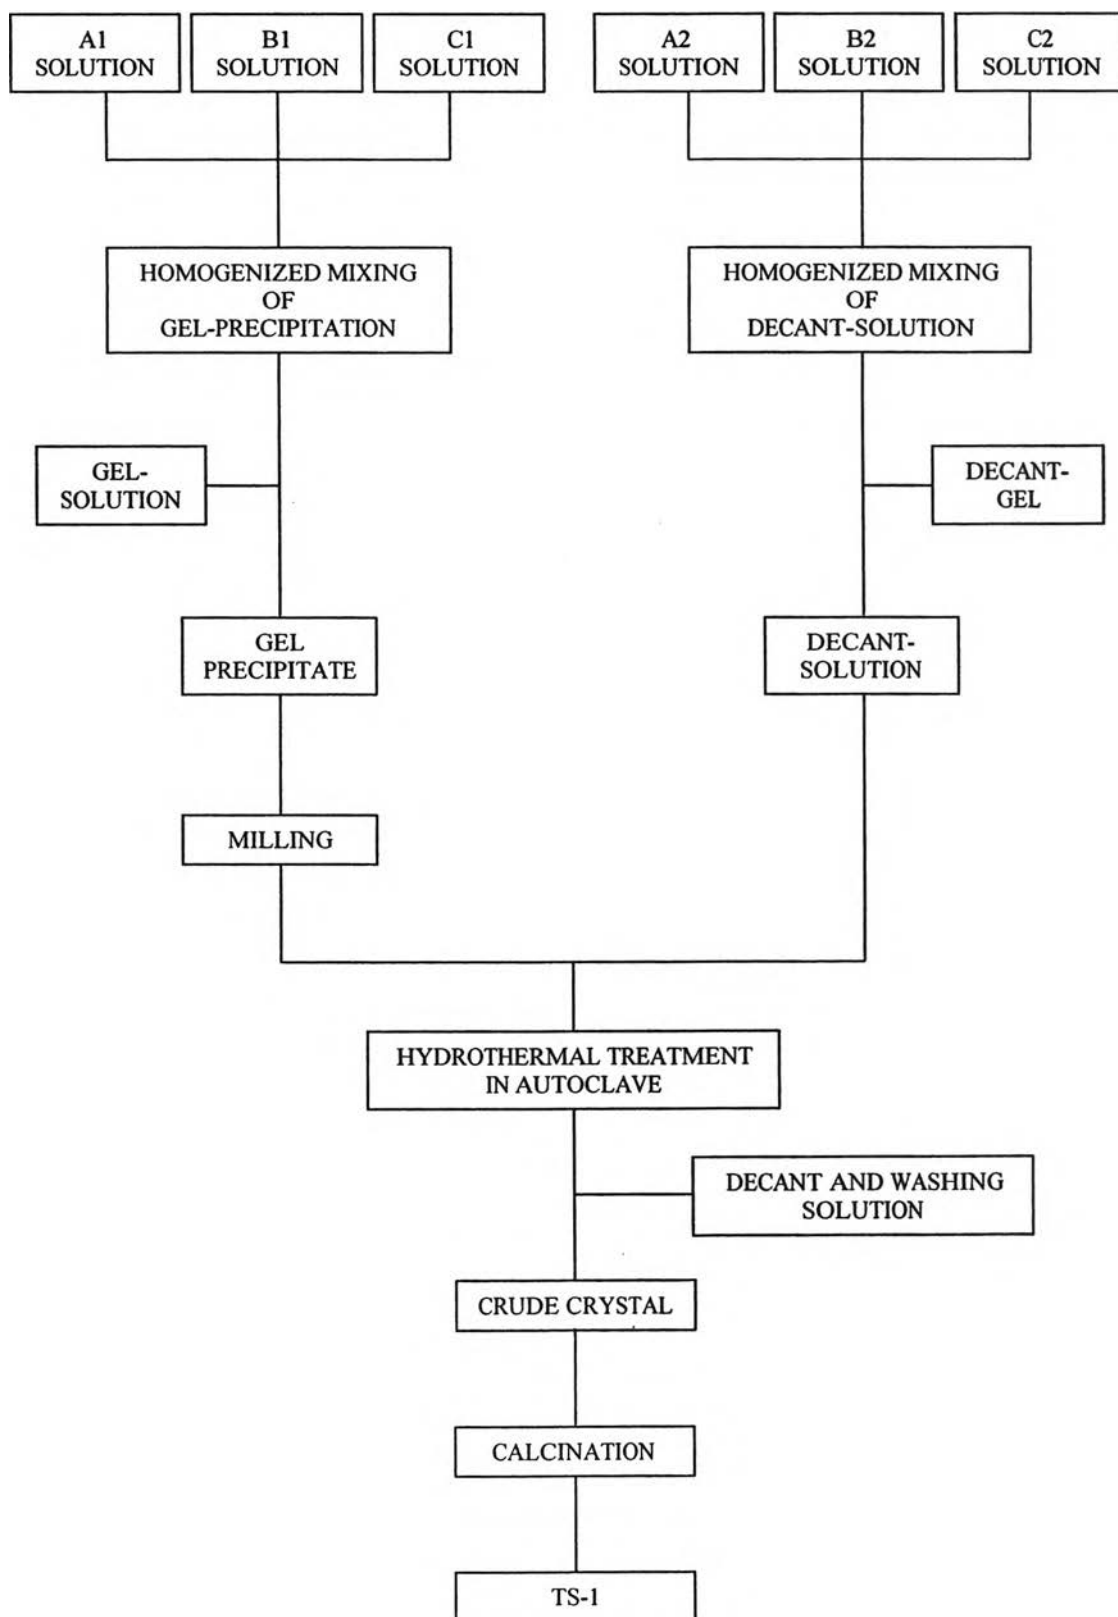 A1
SOLUTION
B1
SOLUTION
C1
SOLUTION
A2
SOLUTION
B2
SOLUTION
C2
SOLUTION
HOMOGENIZED MIXING
OF
GEL-PRECIPITATION
HOMOGENIZED MIXING
OF
DECANT-SOLUTION
GEL-
SOLUTION
DECANT-
GEL
GEL
PRECIPITATE
DECANT-
SOLUTION
MILLING
HYDROTHERMAL TREATMENT
IN AUTOCLAVE
DECANT AND WASHING
SOLUTION
CRUDE CRYSTAL
CALCINATION
TS-1